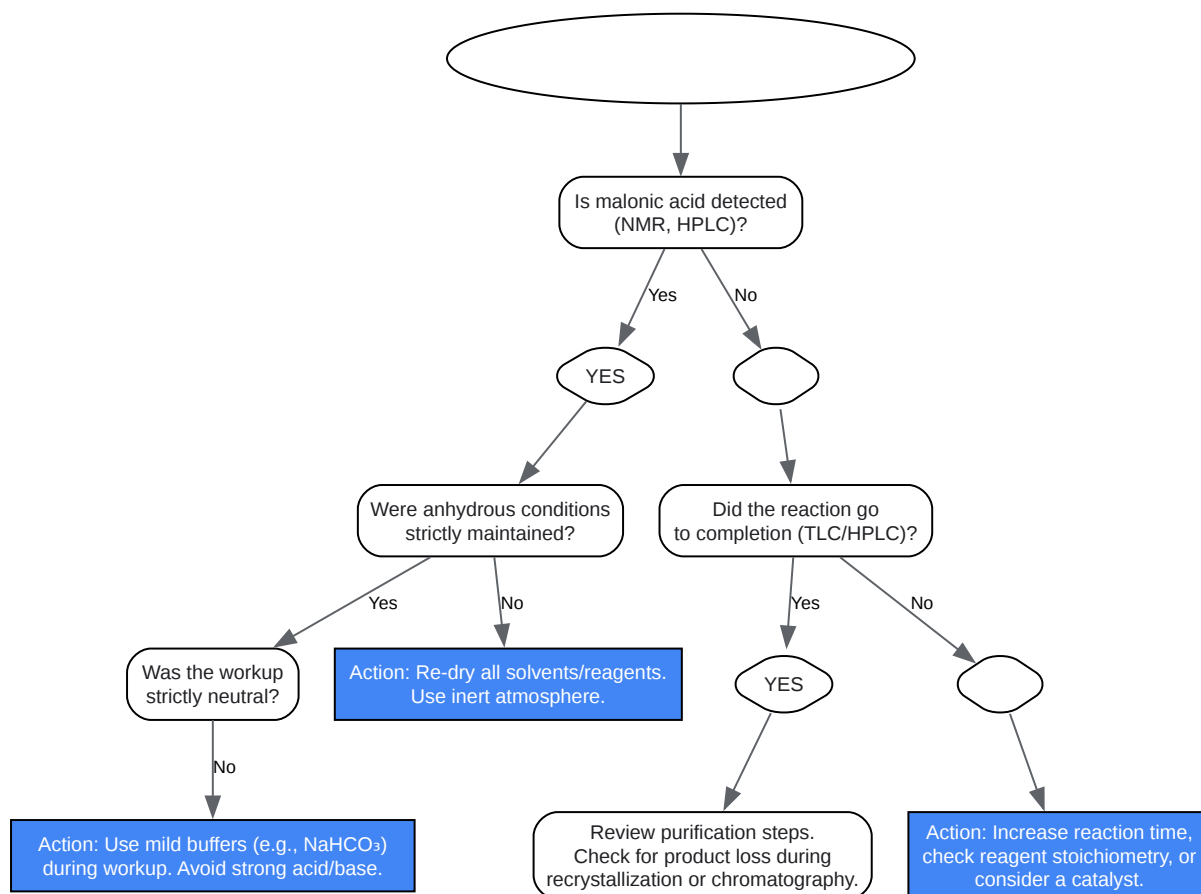 Is malonic acid detected
(NMR, HPLC)?
Yes
No
YES
Were anhydrous conditions
strictly maintained?
Did the reaction go
to completion (TLC/HPLC)?
Yes
No
Yes
No
Was the workup
strictly neutral?
Action: Re-dry all solvents/reagents.
Use inert atmosphere.
YES
No
Action: Use mild buffers (e.g., NaHCO₃)
during workup. Avoid strong acid/base.
Review purification steps.
Check for product loss during
recrystallization or chromatography.
Action: Increase reaction time,
check reagent stoichiometry, or
consider a catalyst.